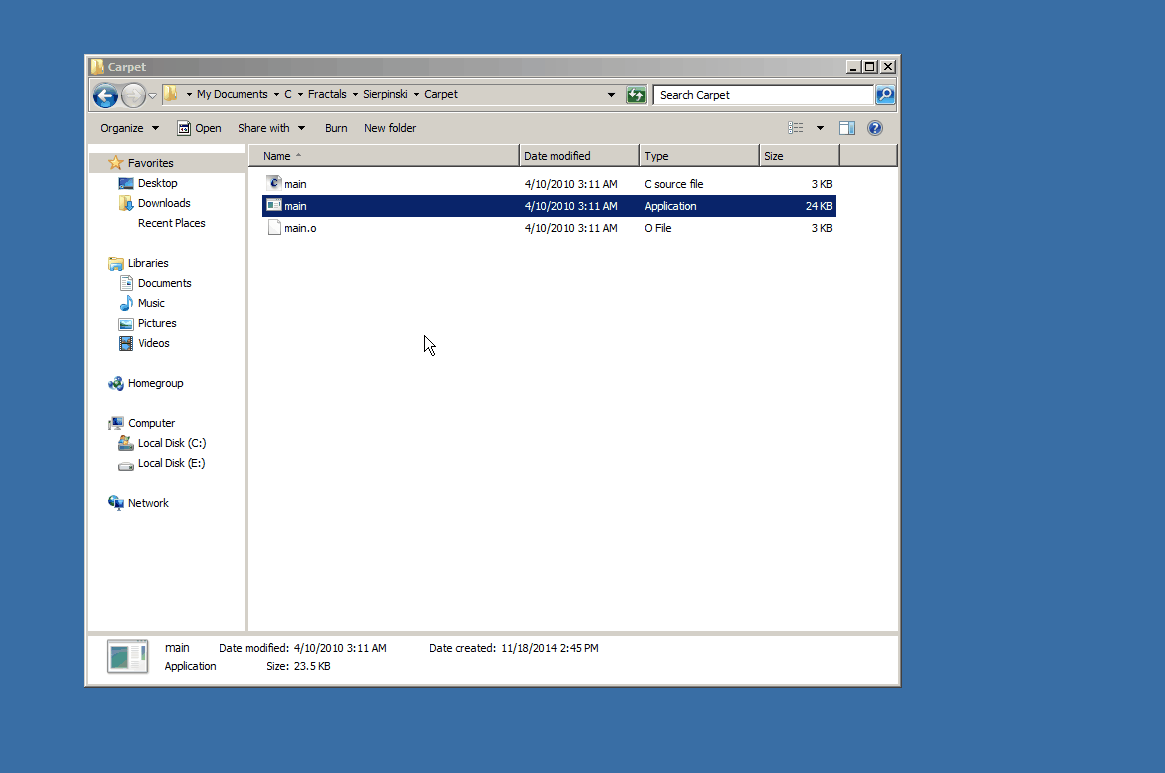 Carpet
My Documents C Fractals Sierpinski Carpet Search Carpet
Organize Open Share with Burn New folder
Name Date modified Type Size
main 4/10/2010 3:11 AM C source file 3 KB
main 4/10/2010 3:11 AM Application 24 KB
main.o 4/10/2010 3:11 AM O File 3 KB
Favorites
Desktop
Downloads
Recent Places
Libraries
Documents
Music
Pictures
Videos
Homegroup
Computer
Local Disk (C:)
Local Disk (E:)
Network
main Date modified: 4/10/2010 3:11 AM Date created: 11/18/2014 2:45 PM
Application Size: 23.5 KB